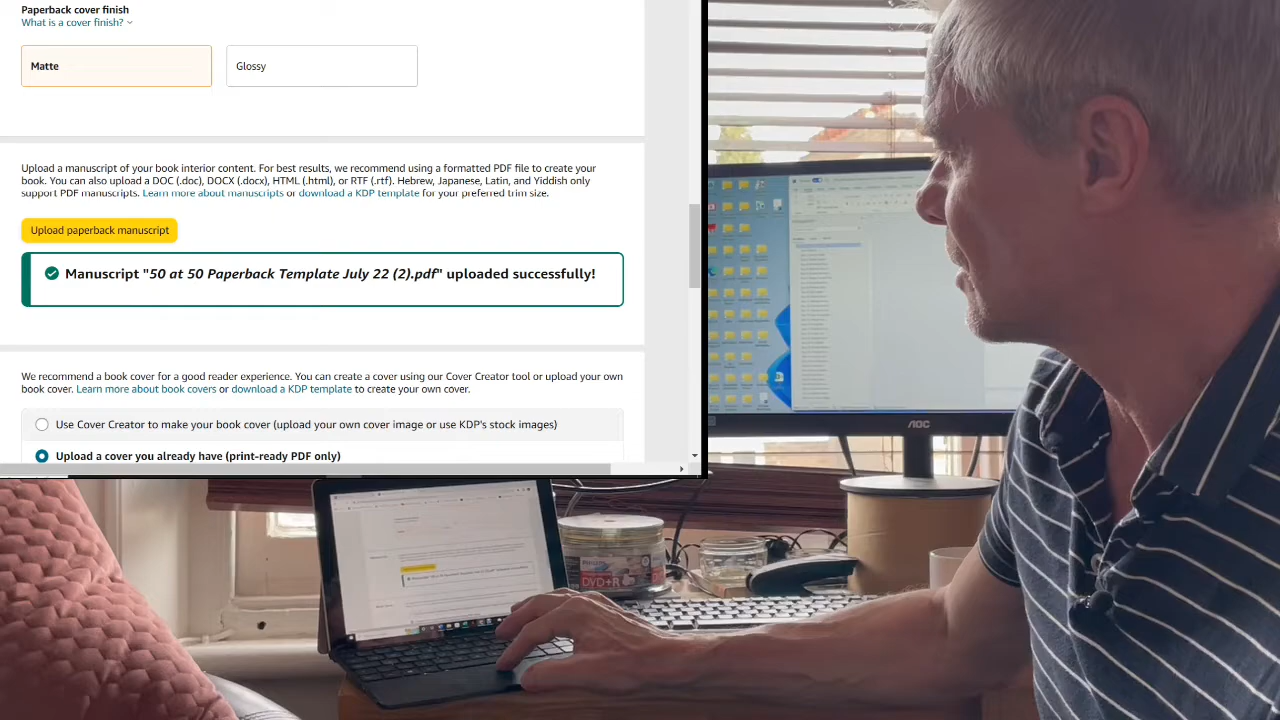 Paperback cover finish
What is a cover finish?
Matte
Glossy
Upload a manuscript of your book interior content. For best results, we recommend using a formatted PDF file to create your
book. You can also upload a DOC (.doc), DOCX (.docx), HTML (.html), or RTF (.rtf). Hebrew, Japanese, Latin, and Yiddish only
support PDF manuscripts. Learn more about manuscripts or download a KDP template for your preferred trim size.
Upload paperback manuscript
Manuscript "50 at 50 Paperback Template July 22 (2).pdf" uploaded successfully!
We recommend a book cover for a good reader experience. You can create a cover using our Cover Creator tool or upload your own
book cover. Learn more about book covers or download a KDP template to create your own cover.
Use Cover Creator to make your book cover (upload your own cover image or use KDP's stock images)
Upload a cover you already have (print-ready PDF only)
AOC
PHILIPS
DVD+R